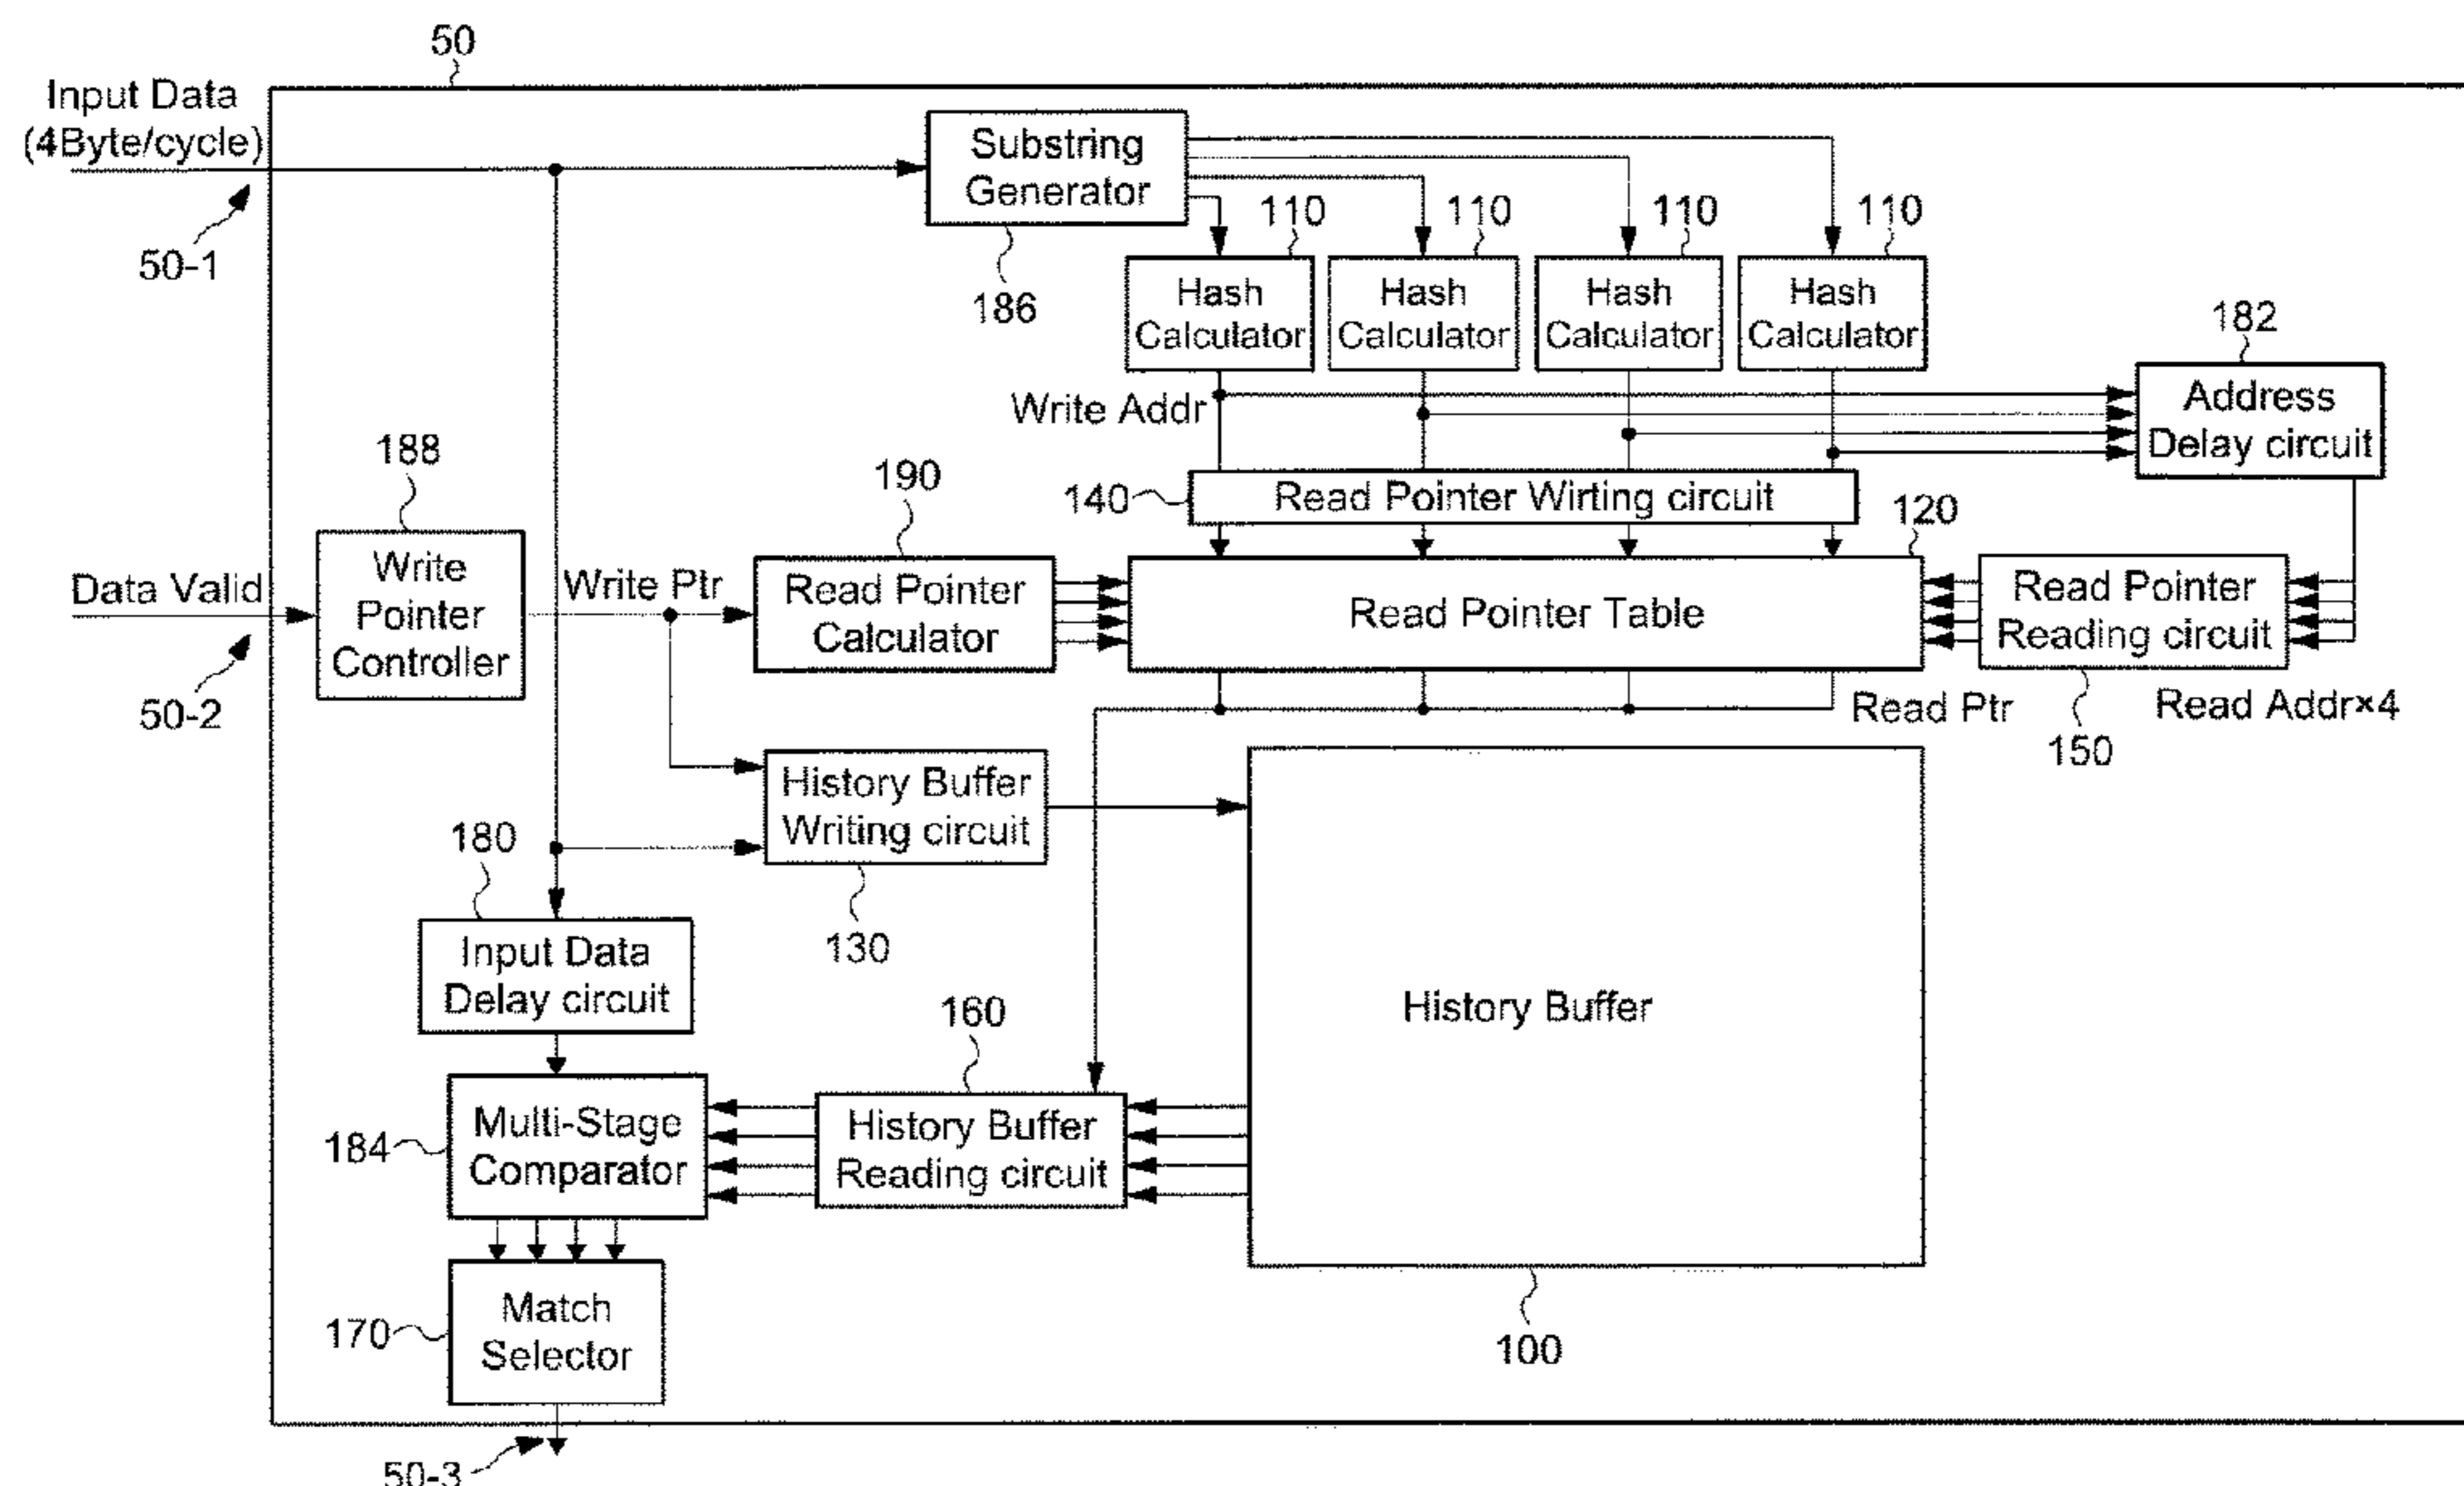 50
Input Data
(4Byte/cycle)
50-1
Substring
Generator
186
110
110
110
110
Hash
Calculator
Hash
Calculator
Hash
Calculator
Hash
Calculator
182
Address
Delay circuit
Write Addr
188
190
140
Read Pointer Wirting circuit
120
Data Valid
50-2
Write
Pointer
Controller
Write Ptr
Read Pointer
Calculator
Read Pointer Table
Read Pointer
Reading circuit
Read Ptr
150
Read Addr×4
History Buffer
Writing circuit
130
180
Input Data
Delay circuit
160
History Buffer
184
Multi-Stage
Comparator
History Buffer
Reading circuit
170
Match
Selector
100
50-3